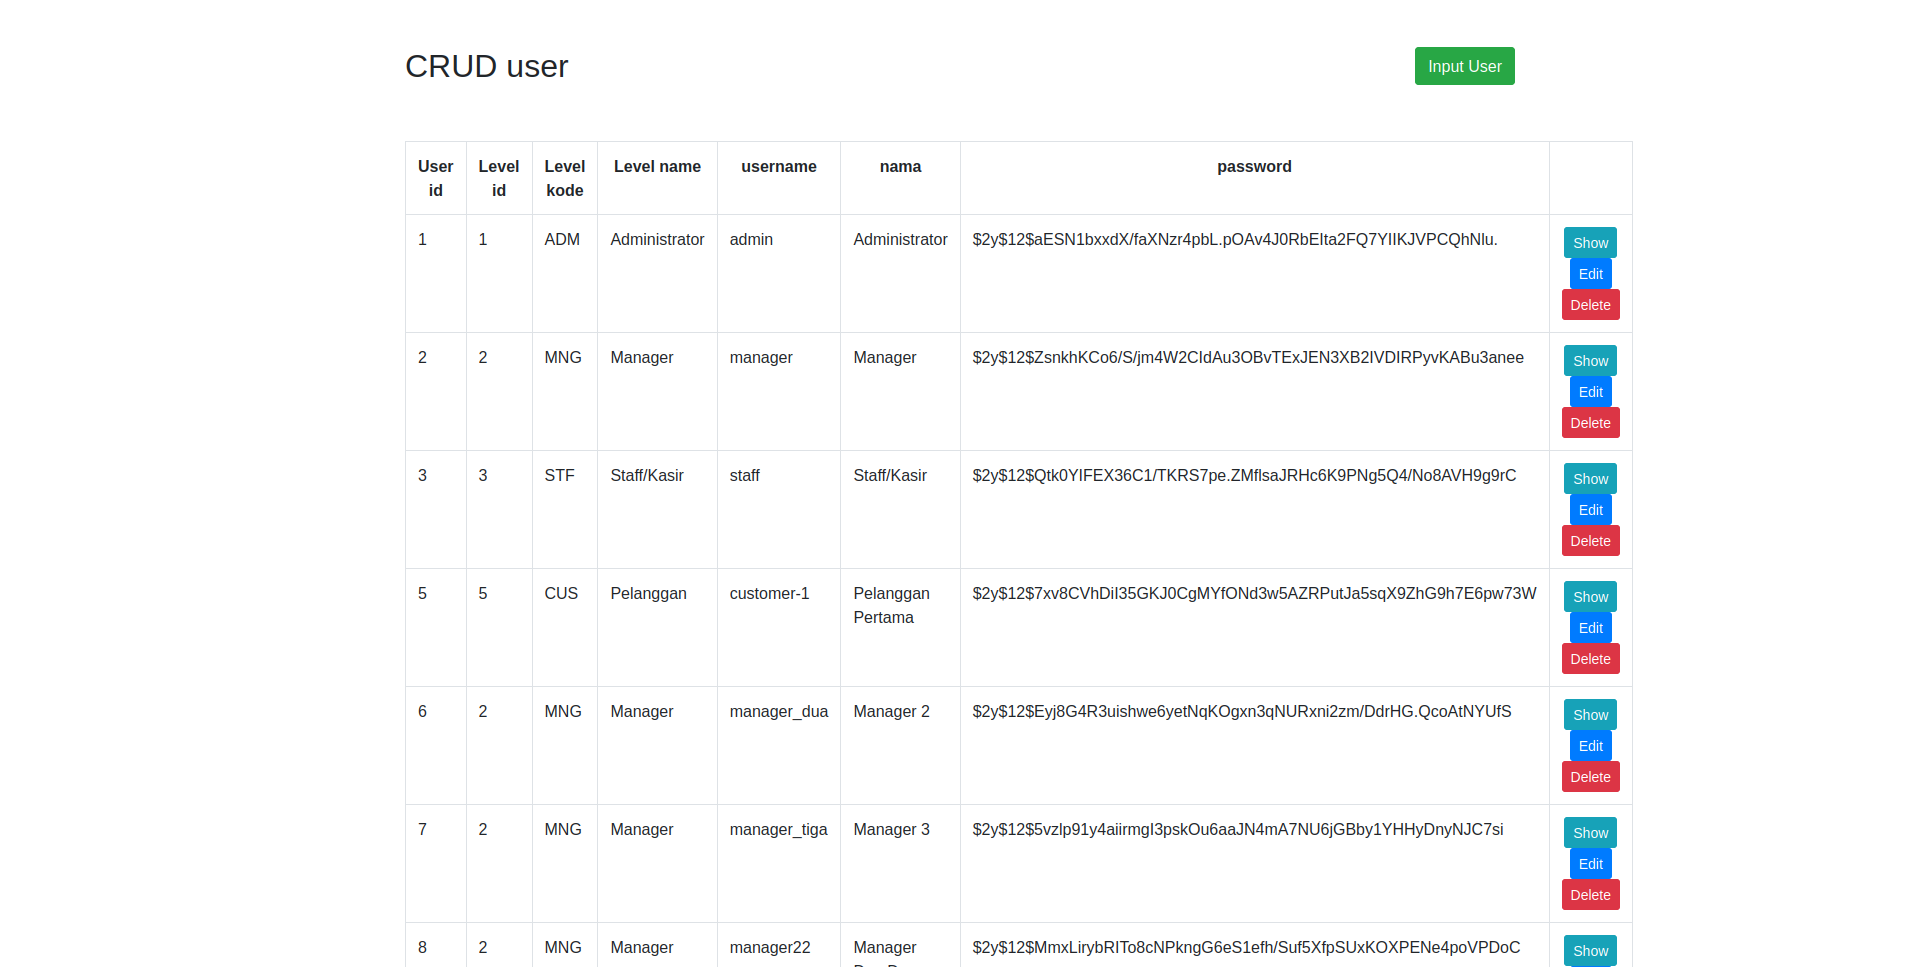 CRUD user
Input User
User id Level id Level kode Level name username nama password
1 1 ADM Administrator admin Administrator $2y$12$aESN1bxxdX/faXNzr4pbL.pOAv4J0RbEIta2FQ7YIIKJVPCQhNlu. Show
Edit
Delete
2 2 MNG Manager manager Manager $2y$12$ZsnkhKCo6/S/jm4W2CIdAu3OBvTExJEN3XB2IVDIRPyvKABu3anee Show
Edit
Delete
3 3 STF Staff/Kasir staff Staff/Kasir $2y$12$Qtk0YIFEX36C1/TKRS7pe.ZMflsaJRHc6K9PNg5Q4/No8AVH9g9rC Show
Edit
Delete
5 5 CUS Pelanggan customer-1 Pelanggan Pertama $2y$12$7xv8CVhDiI35GKJ0CgMYfONd3w5AZRPutJa5sqX9ZhG9h7E6pw73W Show
Edit
Delete
6 2 MNG Manager manager_dua Manager 2 $2y$12$Eyj8G4R3uishwe6yetNqKOgxn3qNURxni2zm/DdrHG.QcoAtNYUfS Show
Edit
Delete
7 2 MNG Manager manager_tiga Manager 3 $2y$12$5vzlp91y4aiirmgI3pskOu6aaJN4mA7NU6jGBby1YHHyDnyNJC7si Show
Edit
Delete
8 2 MNG Manager manager22 Manager $2y$12$MmxLirybRITo8cNPkngG6eS1efh/Suf5XfpSUxKOXPENe4poVPDoC Show